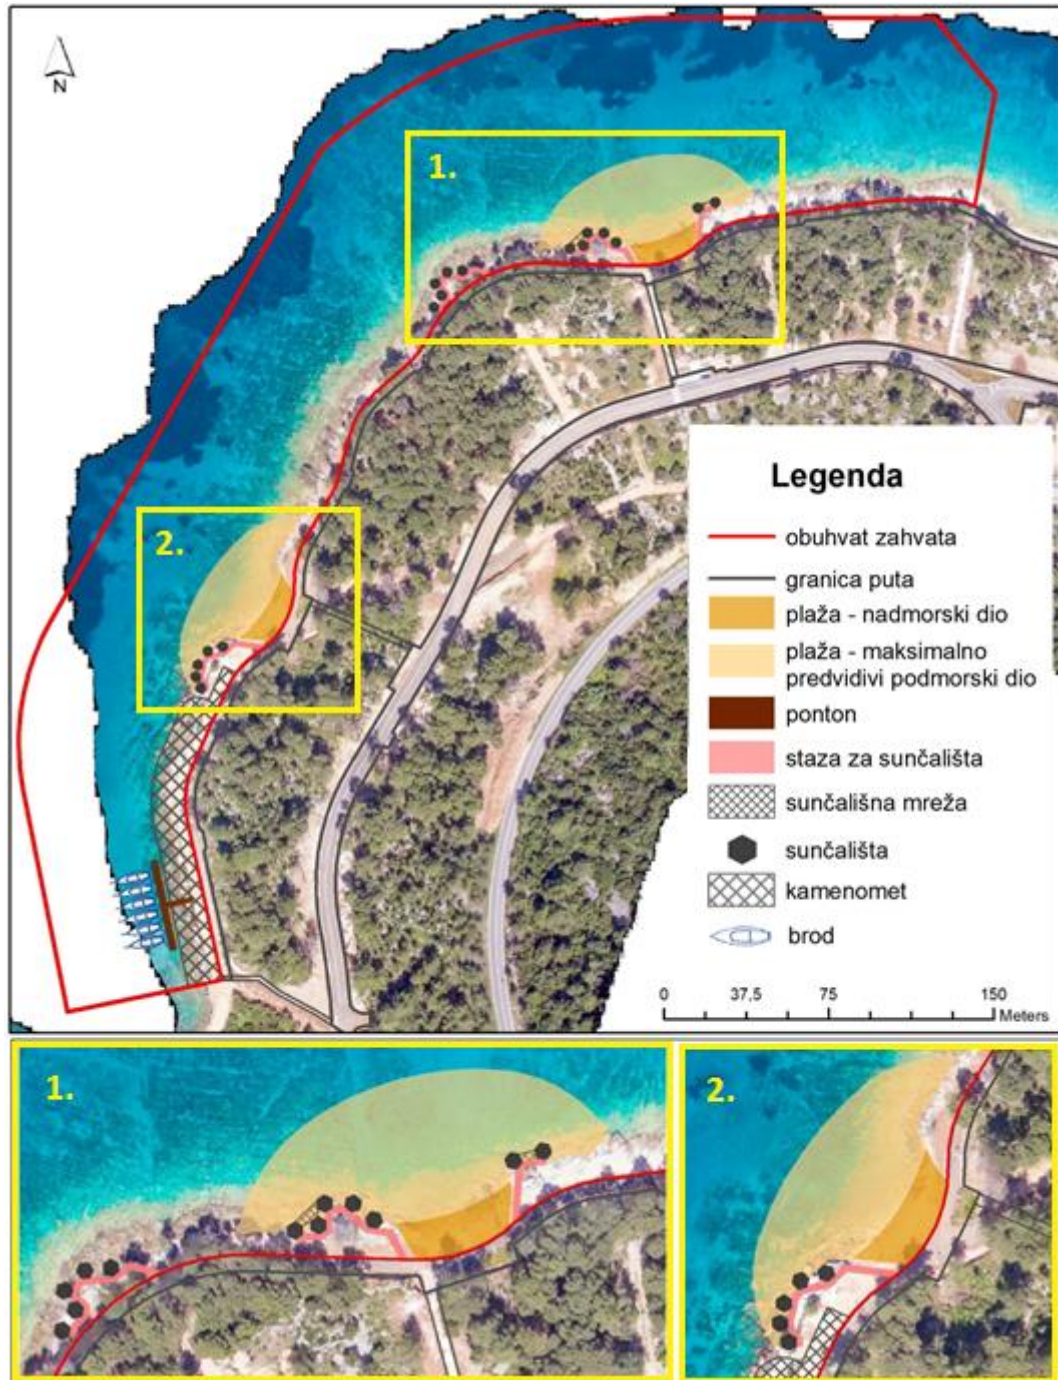 N
1.
2.
Legenda
obuhvat zahvata
granica puta
plaža - nadmorski dio
plaža - maksimalno
predvidivi podmorski dio
ponton
staza za sunčališta
sunčališna mreža
sunčališta
kamenomet
brod
0 37,5 75 150
Meters
1.
2.